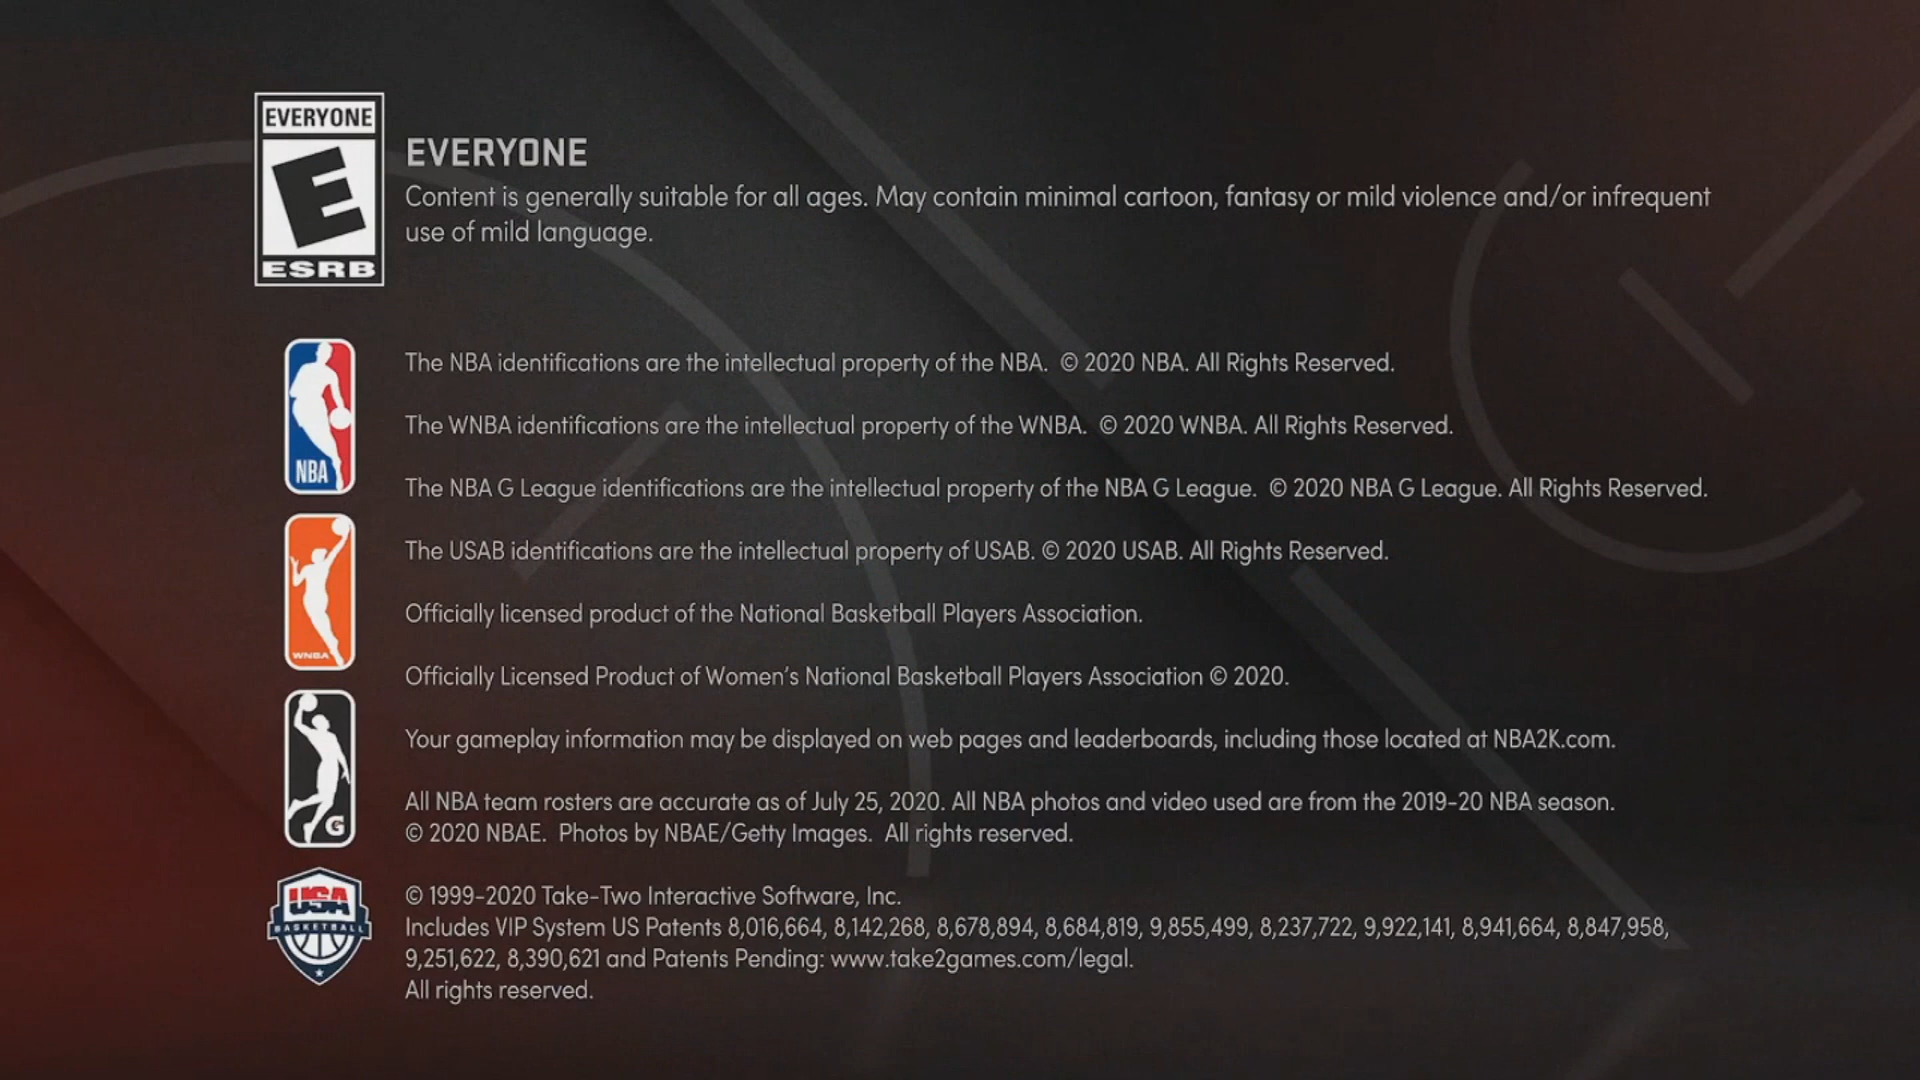 EVERYONE
E
ESRB
EVERYONE
Content is generally suitable for all ages. May contain minimal cartoon, fantasy or mild violence and/or infrequent
use of mild language.
NBA
The NBA identifications are the intellectual property of the NBA.  © 2020 NBA. All Rights Reserved.
The WNBA identifications are the intellectual property of the WNBA.  © 2020 WNBA. All Rights Reserved.
The NBA G League identifications are the intellectual property of the NBA G League.  © 2020 NBA G League. All Rights Reserved.
WNBA
The USAB identifications are the intellectual property of USAB. © 2020 USAB. All Rights Reserved.
Officially licensed product of the National Basketball Players Association.
Officially Licensed Product of Women's National Basketball Players Association © 2020.
G
Your gameplay information may be displayed on web pages and leaderboards, including those located at NBA2K.com.
All NBA team rosters are accurate as of July 25, 2020. All NBA photos and video used are from the 2019-20 NBA season.
© 2020 NBAE.  Photos by NBAE/Getty Images.  All rights reserved.
USA
BASKETBALL
© 1999-2020 Take-Two Interactive Software, Inc.
Includes VIP System US Patents 8,016,664, 8,142,268, 8,678,894, 8,684,819, 9,855,499, 8,237,722, 9,922,141, 8,941,664, 8,847,958,
9,251,622, 8,390,621 and Patents Pending: www.take2games.com/legal.
All rights reserved.